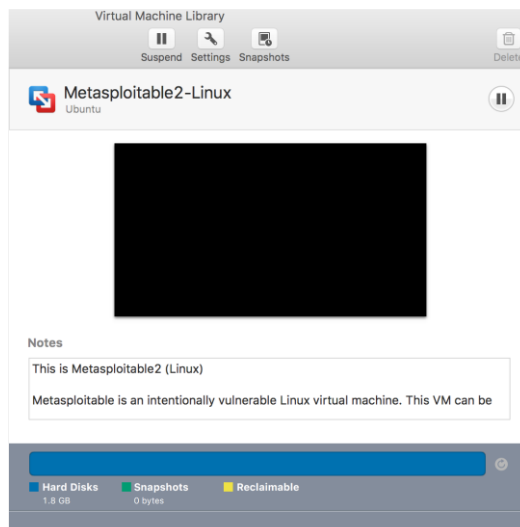 Virtual Machine Library
Suspend Settings Snapshots Delete
Metasploitable2-Linux
Ubuntu
Notes
This is Metasploitable2 (Linux)
Metasploitable is an intentionally vulnerable Linux virtual machine. This VM can be
Hard Disks Snapshots Reclaimable
1.8 GB 0 bytes